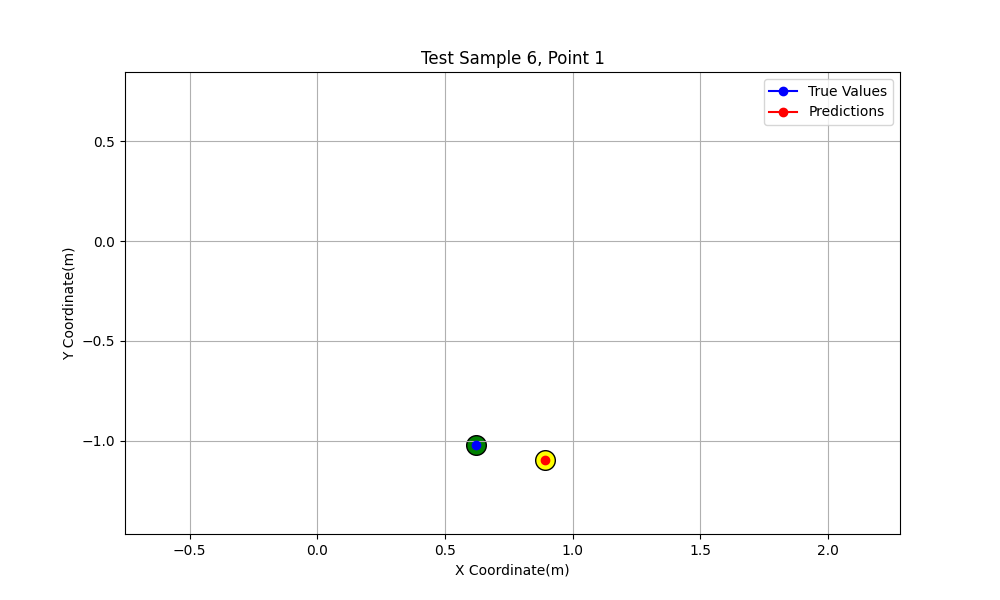 Test Sample 6, Point 1
True Values
Predictions
0.5
0.0
−0.5
−1.0
Y Coordinate(m)
−0.5
0.0
0.5
1.0
1.5
2.0
X Coordinate(m)